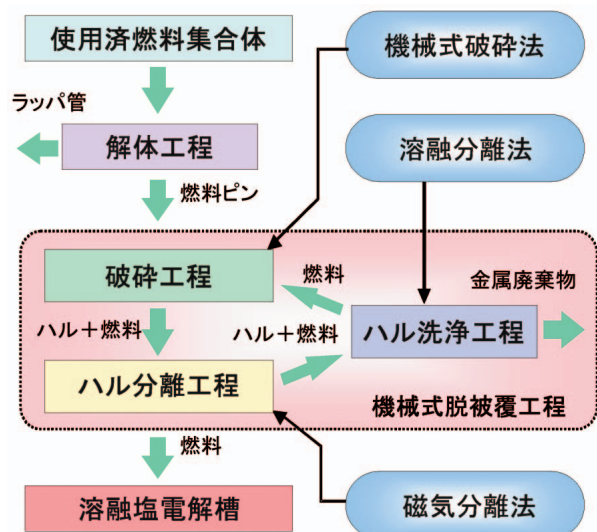 使用済燃料集合体
機械式破砕法
ラッパ管
解体工程
溶融分離法
燃料ピン
破砕工程
燃料
金属廃棄物
ハル＋燃料
ハル＋燃料
ハル洗浄工程
ハル分離工程
機械式脱被覆工程
燃料
溶融塩電解槽
磁気分離法